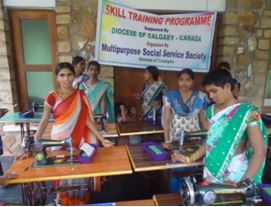 SKILL TRAINING PROGRAMME
Supported By
DIOCESE OF CALGARY, CANADA
Organised By
Multipurpose Social Service Society